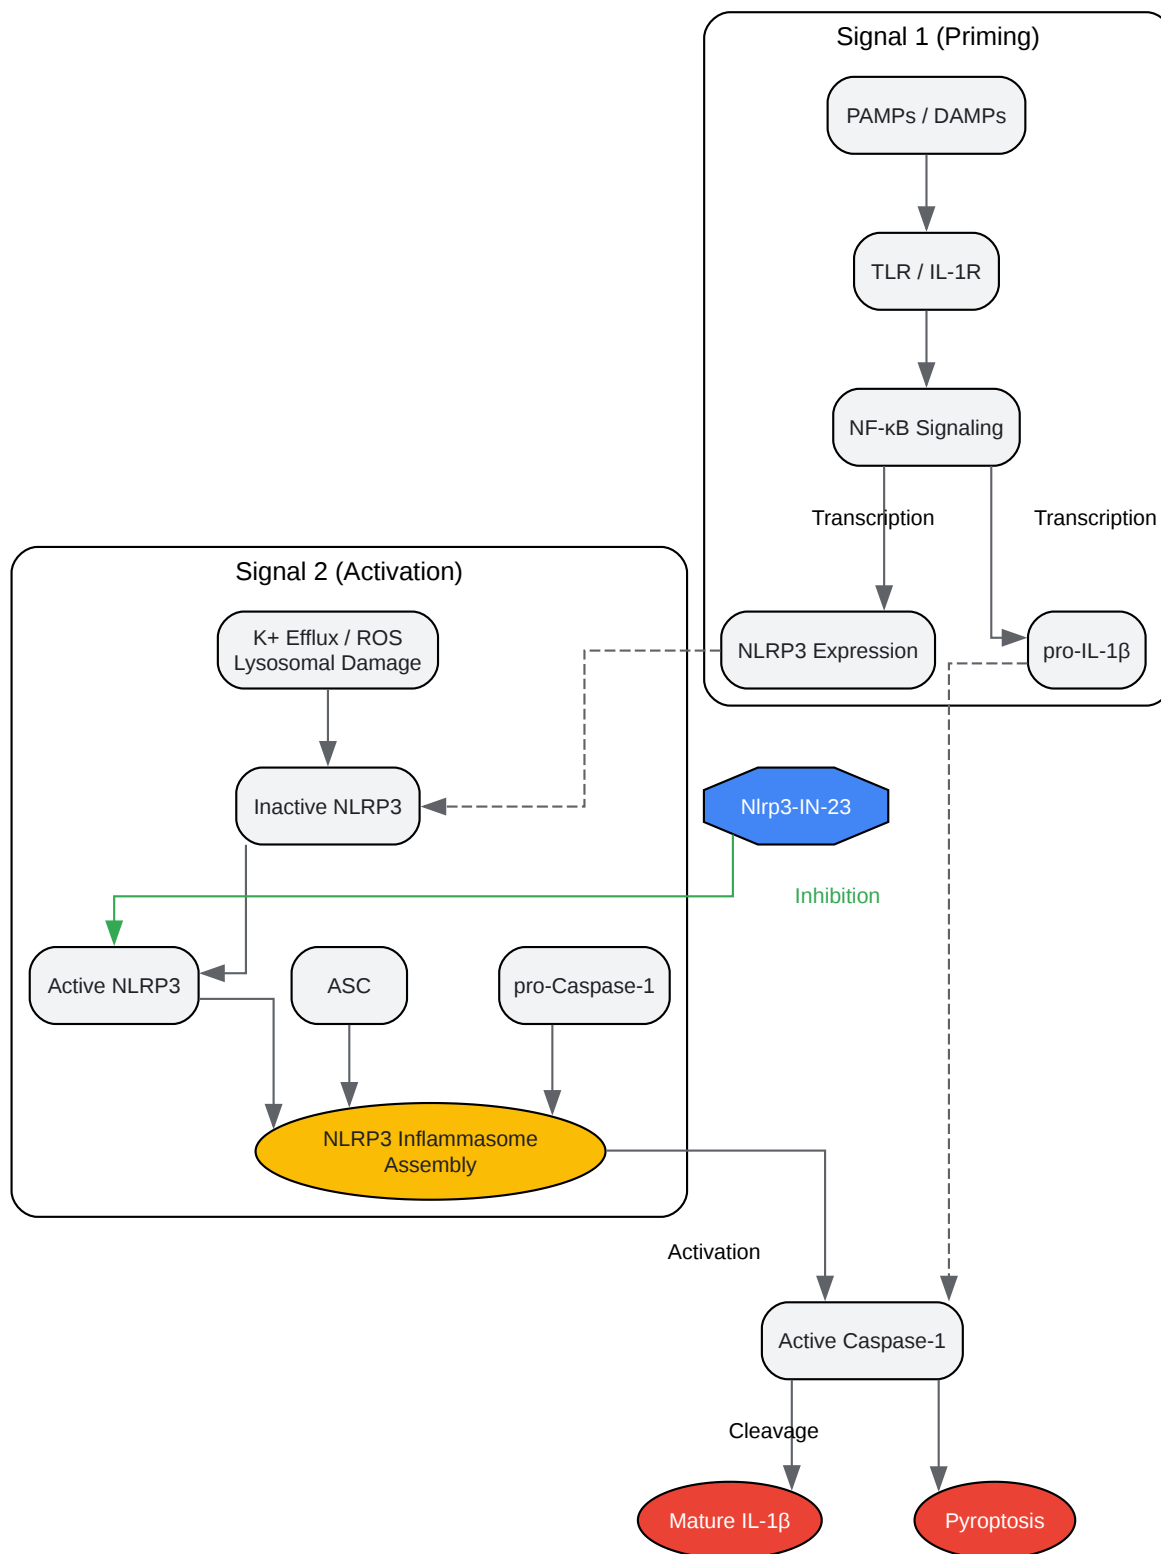 Signal 1 (Priming)
PAMPs / DAMPs
TLR / IL-1R
NF-κB Signaling
Transcription
Transcription
NLRP3 Expression
pro-IL-1β
Signal 2 (Activation)
K+ Efflux / ROS
Lysosomal Damage
Inactive NLRP3
Nlrp3-IN-23
Inhibition
Active NLRP3
ASC
pro-Caspase-1
NLRP3 Inflammasome
Assembly
Activation
Active Caspase-1
Cleavage
Mature IL-1β
Pyroptosis